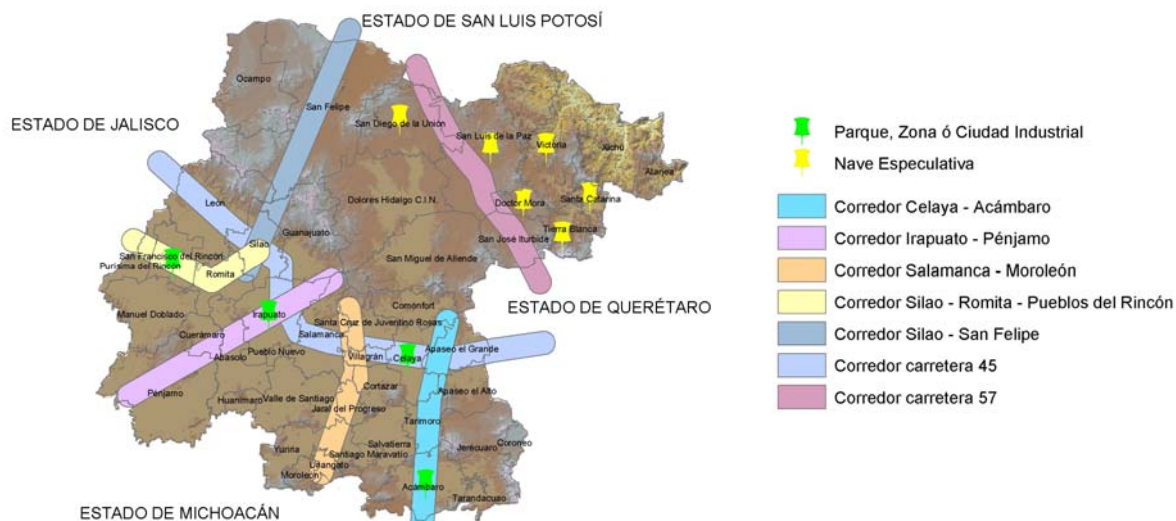 ESTADO DE SAN LUIS POTOSÍ
Ocampo
San Felipe
ESTADO DE JALISCO
San Diego de la Unión
San Luis de la Paz
Victoria
Xichú
Atarjea
León
Dolores Hidalgo C.I.N.
Doctor Mora
Santa Catarina
Guanajuato
Silao
San José Iturbide
Tierra Blanca
San Francisco del Rincón
Purísima del Rincón
Romita
San Miguel de Allende
ESTADO DE QUERÉTARO
Manuel Doblado
Irapuato
Comonfort
Santa Cruz de Juventino Rosas
Cuerámaro
Salamanca
Abasolo
Pueblo Nuevo
Villagrán
Celaya
Apaseo el Grande
Pénjamo
Huanímaro
Valle de Santiago
Cortazar
Apaseo el Alto
Jaral del Progreso
Tarimoro
Salvatierra
Jerécuaro
Coroneo
Yuriria
Santiago Maravatío
Uriangato
Moroleón
Acámbaro
Tarandacuao
ESTADO DE MICHOACÁN
Parque, Zona ó Ciudad Industrial
Nave Especulativa
Corredor Celaya - Acámbaro
Corredor Irapuato - Pénjamo
Corredor Salamanca - Moroleón
Corredor Silao - Romita - Pueblos del Rincón
Corredor Silao - San Felipe
Corredor carretera 45
Corredor carretera 57